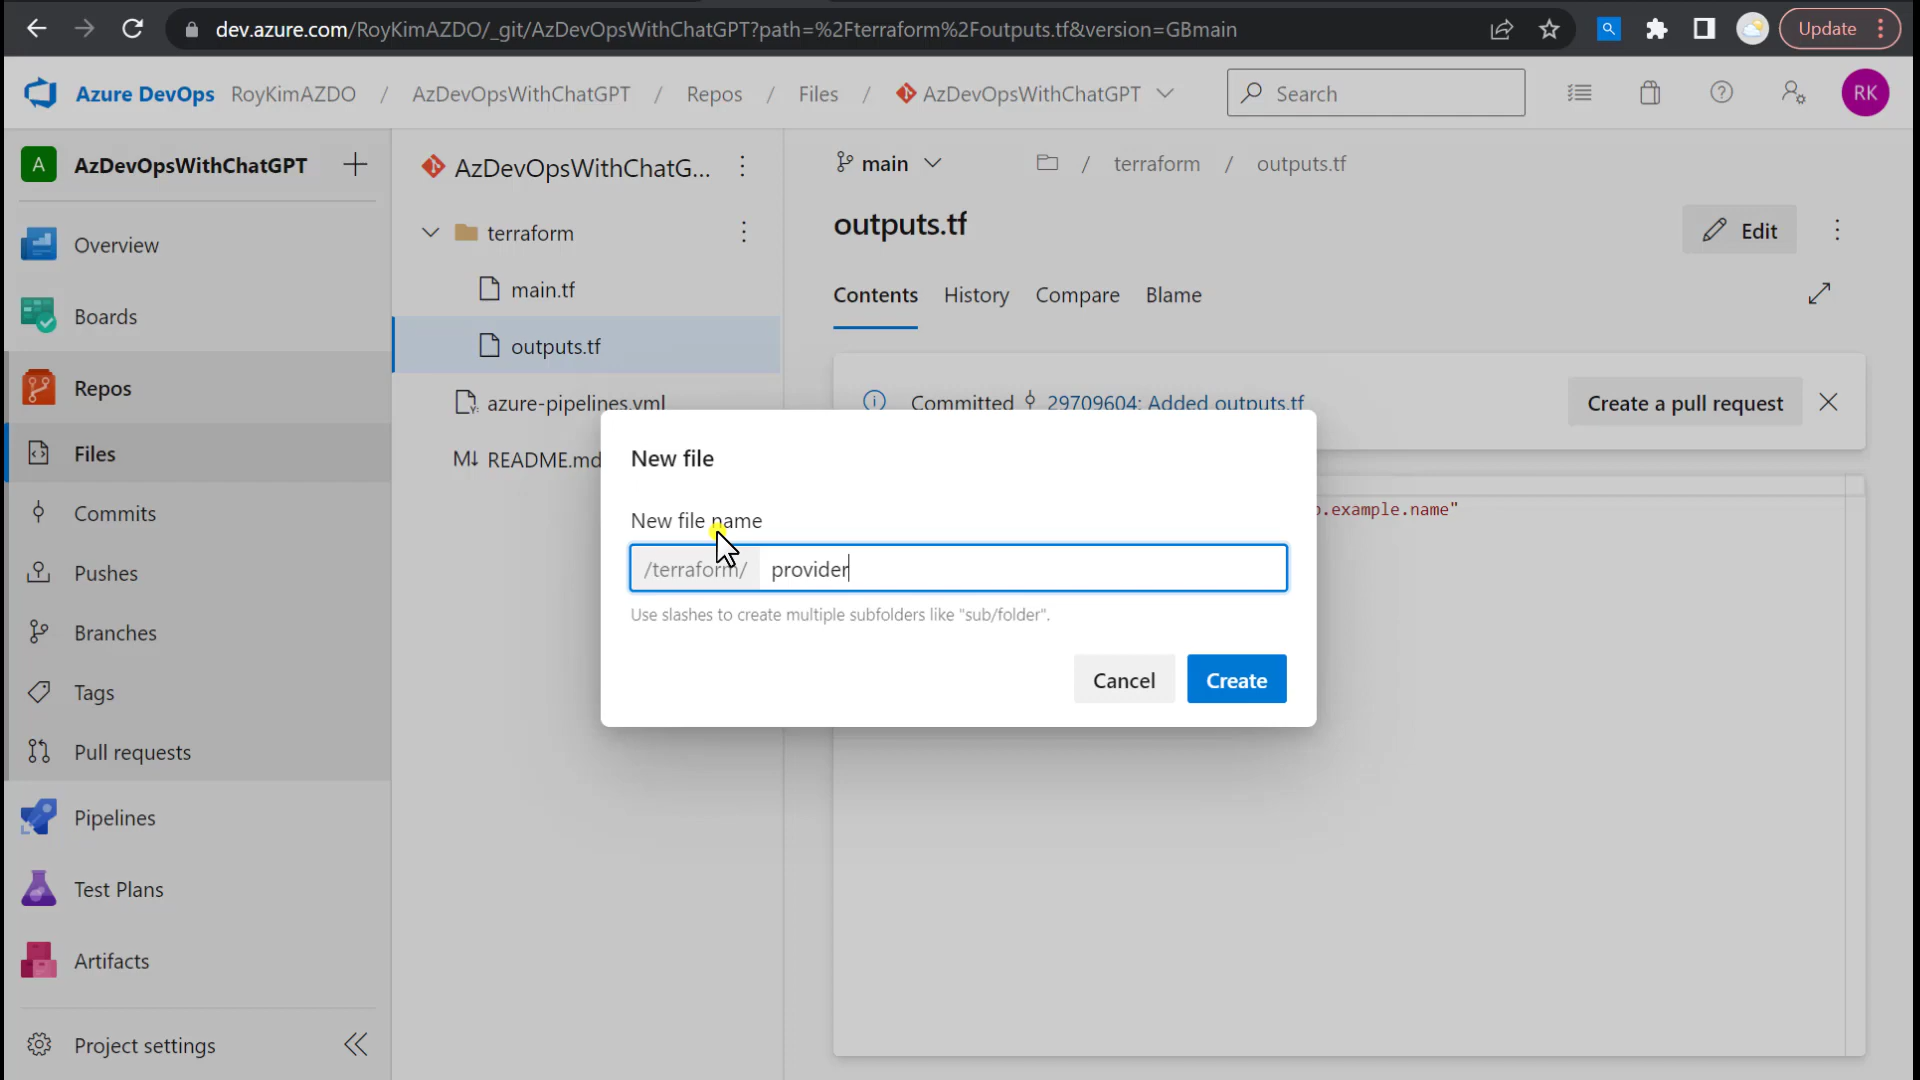 dev.azure.com/RoyKimAZDO/_git/AzDevOpsWithChatGPT?path=%2Fterraform%2Foutputs.tf&version=GBmain
Update
Azure DevOps RoyKimAZDO / AzDevOpsWithChatGPT / Repos / Files / AzDevOpsWithChatGPT
Search
RK
A AzDevOpsWithChatGPT
Overview
Boards
Repos
Files
Commits
Pushes
Branches
Tags
Pull requests
Pipelines
Test Plans
Artifacts
Project settings
AzDevOpsWithChatG...
terraform
main.tf
outputs.tf
azure-pipelines.yml
README.md
main / terraform / outputs.tf
outputs.tf
Edit
Contents History Compare Blame
Committed 29709604: Added outputs.tf
Create a pull request
.example.name"
New file
New file name
/terraform/ provider
Use slashes to create multiple subfolders like "sub/folder".
Cancel Create